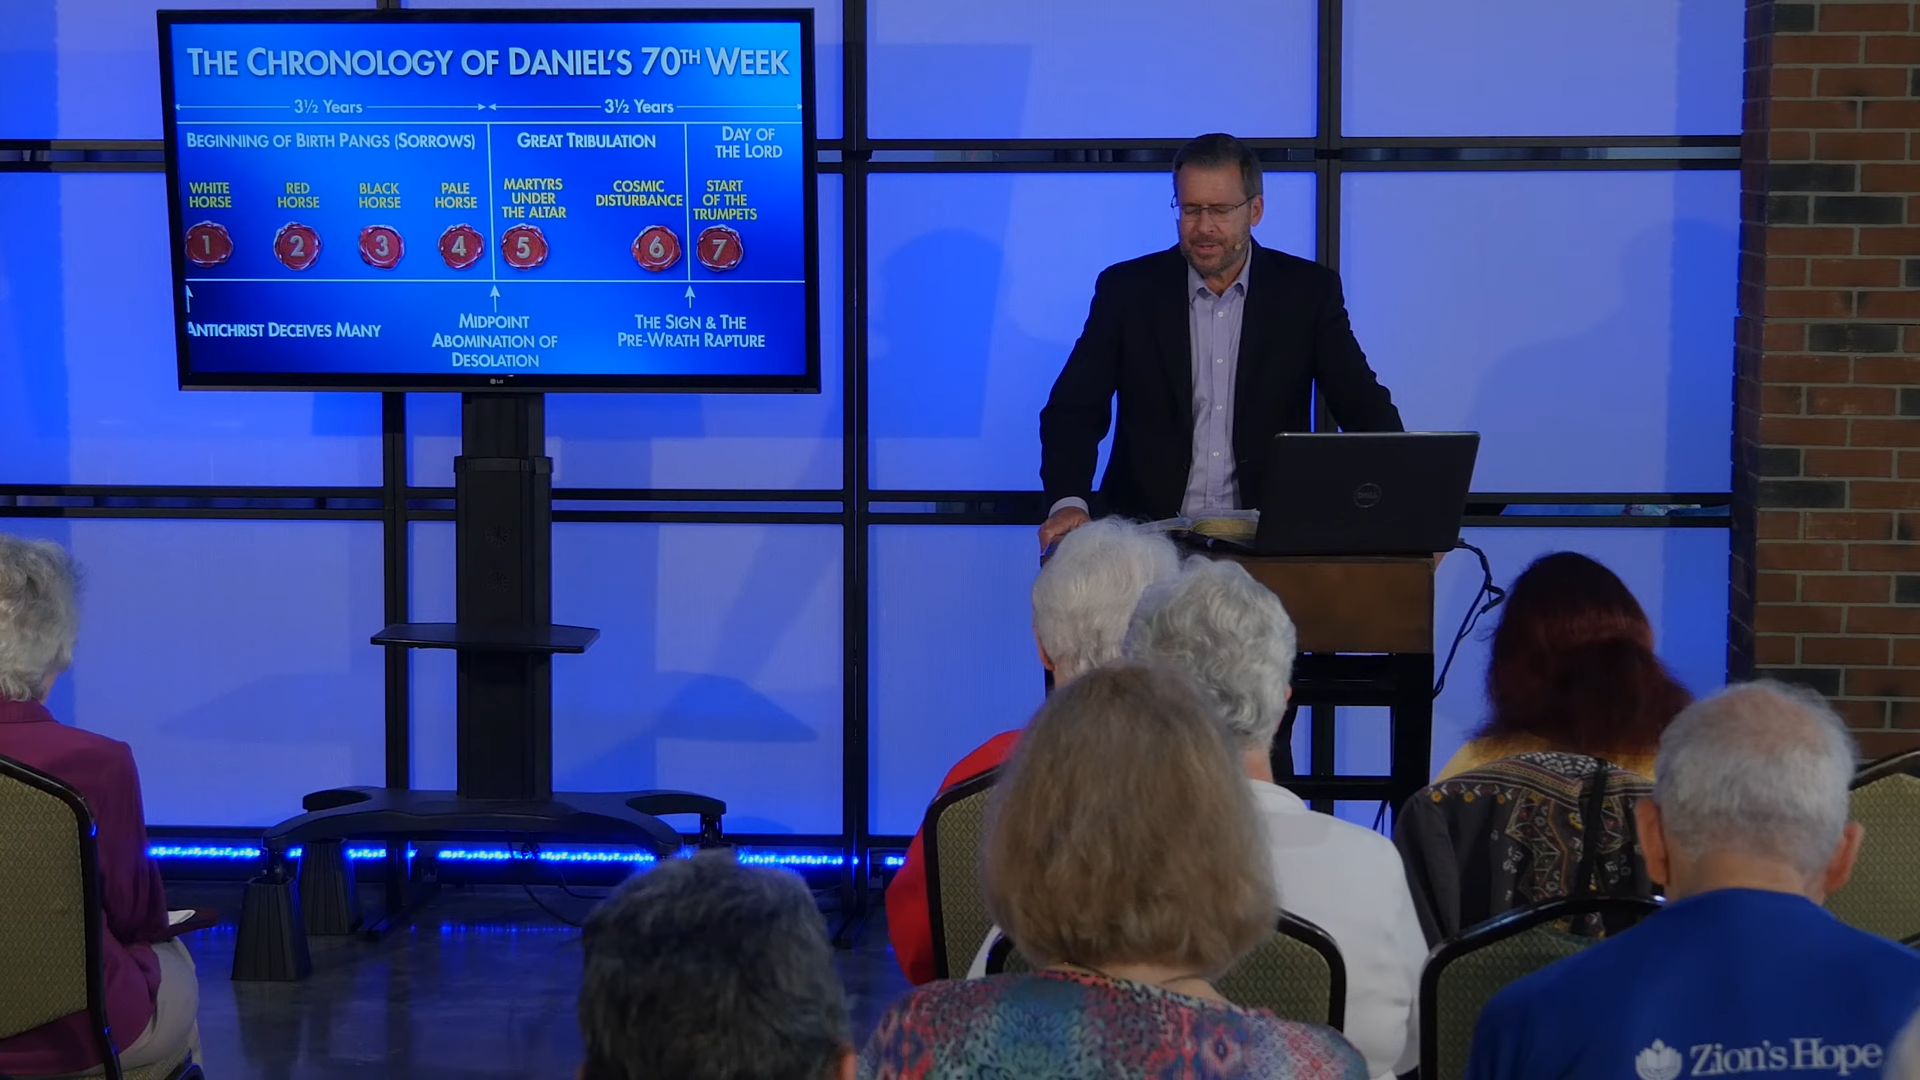 THE CHRONOLOGY OF DANIEL'S 70TH WEEK
3½ Years 3½ Years
BEGINNING OF BIRTH PANGS (SORROWS)
GREAT TRIBULATION
DAY OF
THE LORD
WHITE
HORSE
RED
HORSE
BLACK
HORSE
PALE
HORSE
MARTYRS
UNDER
THE ALTAR
COSMIC
DISTURBANCE
START
OF THE
TRUMPETS
1 2 3 4 5 6 7
ANTICHRIST DECEIVES MANY
MIDPOINT
ABOMINATION OF
DESOLATION
THE SIGN & THE
PRE-WRATH RAPTURE
LG
DELL
Zion's Hope